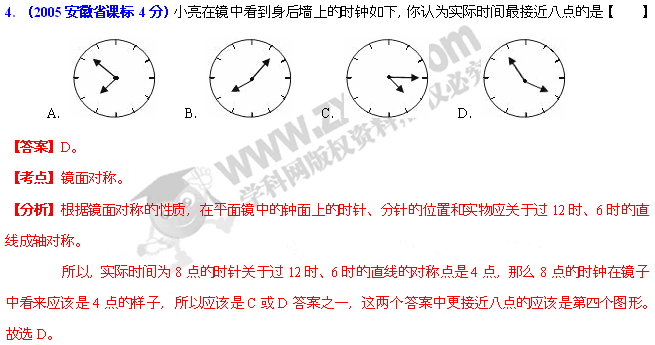 4. (2005 安徽省课标 4 分) 小亮在镜中看到身后墙上的时钟如下, 你认为实际时间最接近八点的是【    】
A. B. C. D.
【答案】D。
【考点】镜面对称。
【分析】根据镜面对称的性质，在平面镜中的钟面上的时针、分针的位置和实物应关于过 12 时、6 时的直
线成轴对称。
所以, 实际时间为 8 点的时针关于过 12 时、6 时的直线的对称点是 4 点，那么 8 点的时钟在镜子
中看来应该是 4 点的样子，所以应该是 C 或 D 答案之一，这两个答案中更接近八点的应该是第四个图形。
故选 D。